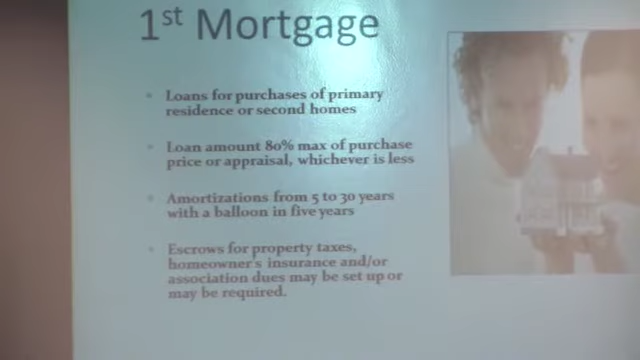 1st Mortgage
Loans for purchases of primary
residence or second homes
Loan amount 80% max of purchase
price or appraisal, whichever is less
Amortizations from 5 to 30 years
with a balloon in five years
Escrows for property taxes,
homeowner's insurance and/or
association dues may be set up or
may be required.